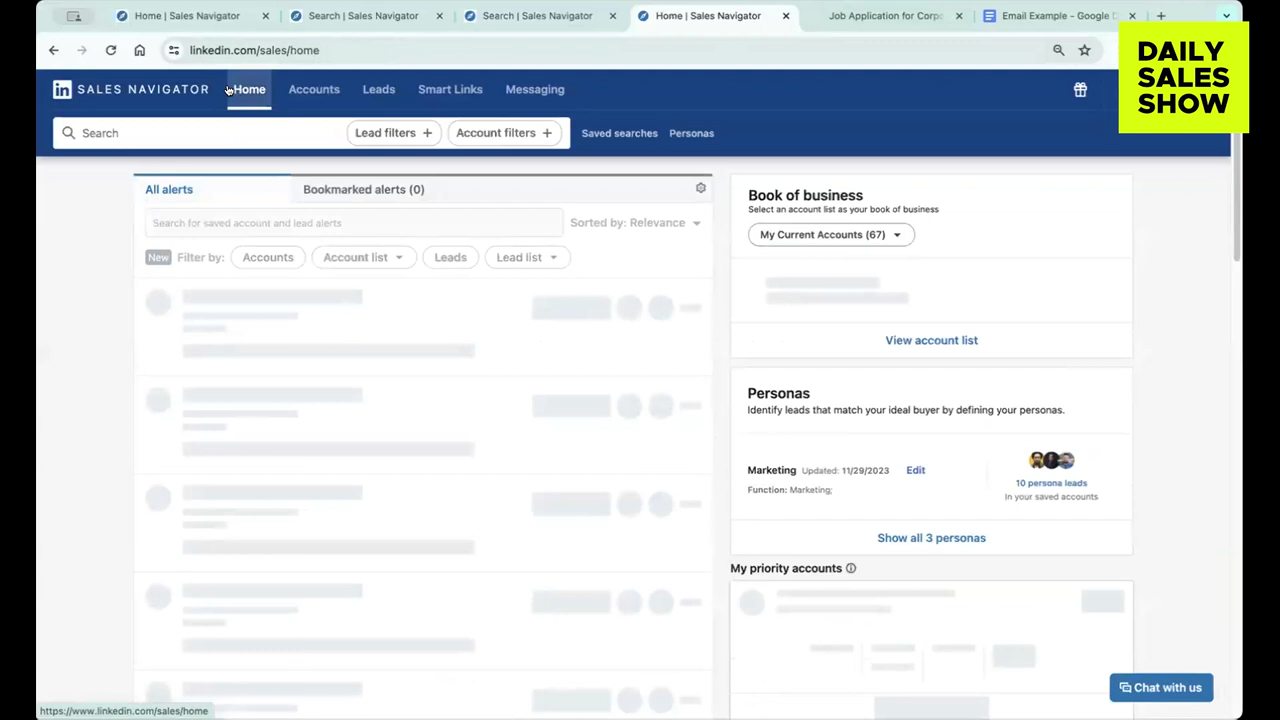 Home | Sales Navigator
Search | Sales Navigator
Search | Sales Navigator
Home | Sales Navigator
Job Application for Corpo
Email Example - Google D
linkedin.com/sales/home
DAILY
SALES
SHOW
in SALES NAVIGATOR
Home
Accounts
Leads
Smart Links
Messaging
Search
Lead filters +
Account filters +
Saved searches
Personas
All alerts
Bookmarked alerts (0)
Search for saved account and lead alerts
Sorted by: Relevance
New Filter by:
Accounts
Account list
Leads
Lead list
Book of business
Select an account list as your book of business
My Current Accounts (67)
View account list
Personas
Identify leads that match your ideal buyer by defining your personas.
Marketing Updated: 11/29/2023 Edit
Function: Marketing;
10 persona leads
in your saved accounts
Show all 3 personas
My priority accounts
Chat with us
https://www.linkedin.com/sales/home